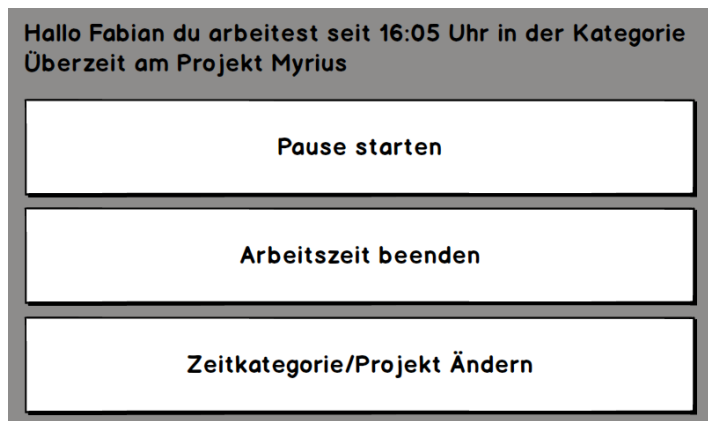 Hallo Fabian du arbeitest seit 16:05 Uhr in der Kategorie
Überzeit am Projekt Myrius
Pause starten
Arbeitszeit beenden
Zeitkategorie/Projekt Ändern